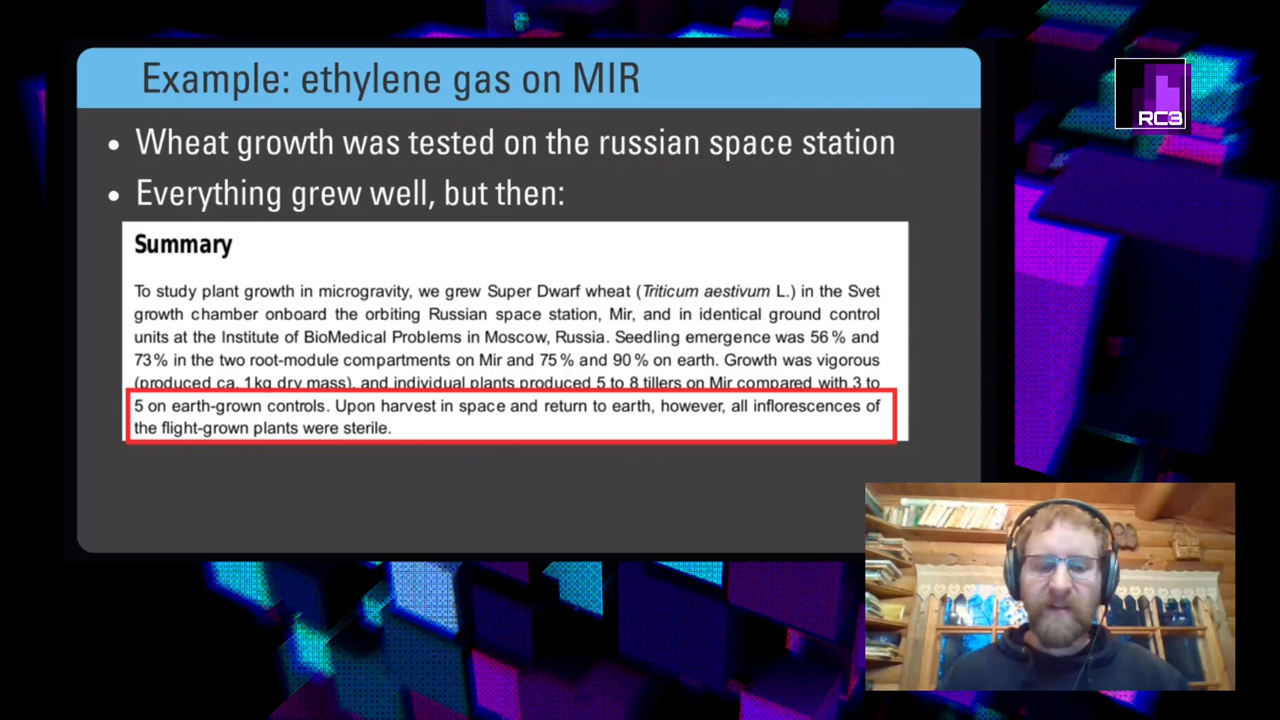 Example: ethylene gas on MIR
RC3
• Wheat growth was tested on the russian space station
• Everything grew well, but then:
Summary
To study plant growth in microgravity, we grew Super Dwarf wheat (Triticum aestivum L.) in the Svet
growth chamber onboard the orbiting Russian space station, Mir, and in identical ground control
units at the Institute of BioMedical Problems in Moscow, Russia. Seedling emergence was 56 % and
73 % in the two root-module compartments on Mir and 75 % and 90 % on earth. Growth was vigorous
(produced ca. 1 kg dry mass), and individual plants produced 5 to 8 tillers on Mir compared with 3 to
5 on earth-grown controls. Upon harvest in space and return to earth, however, all inflorescences of
the flight-grown plants were sterile.